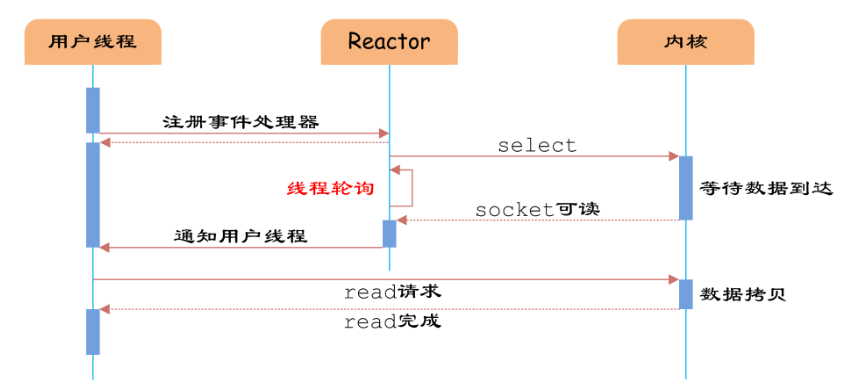 用户线程
Reactor
内核
注册事件处理器
select
线程轮询
等待数据到达
socket可读
通知用户线程
read请求
数据拷贝
read完成